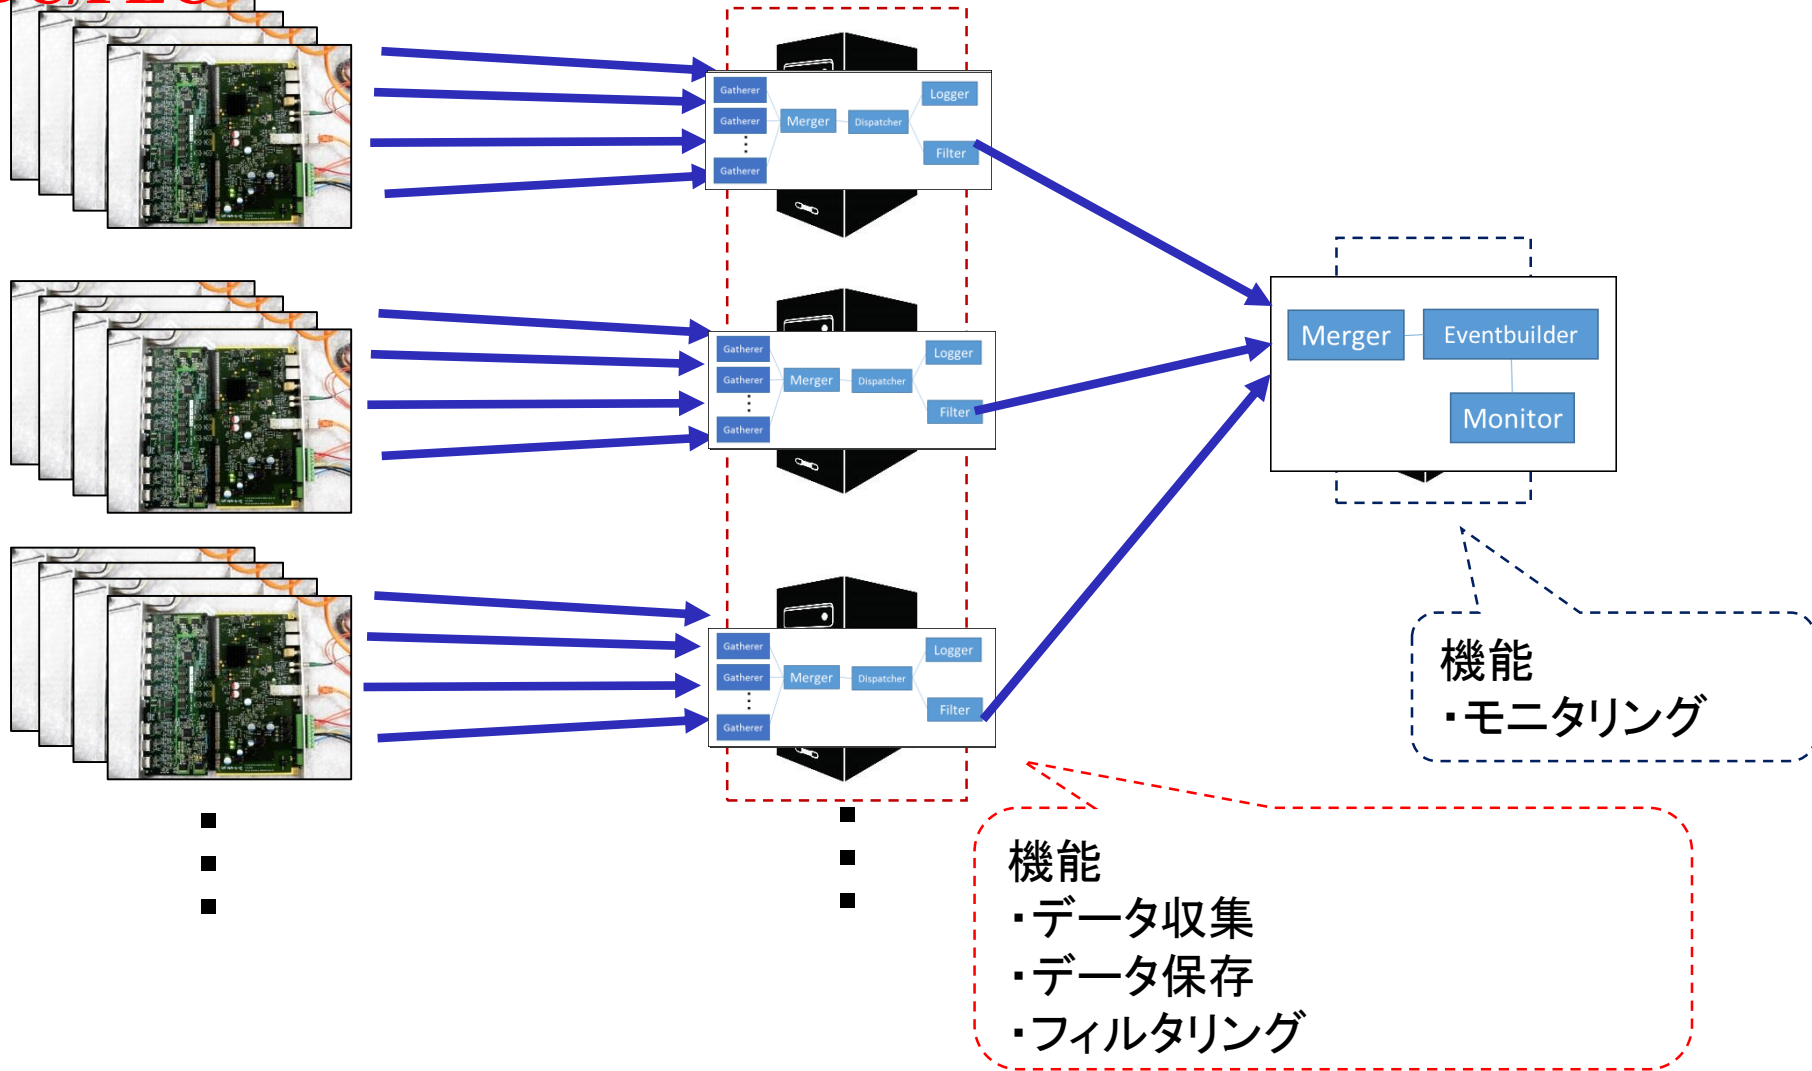 Gatherer
Gatherer
Gatherer
Merger
Dispatcher
Logger
Filter
Gatherer
Gatherer
Gatherer
Merger
Dispatcher
Logger
Filter
Gatherer
Gatherer
Gatherer
Merger
Dispatcher
Logger
Filter
Merger
Eventbuilder
Monitor
機能
・モニタリング
機能
・データ収集
・データ保存
・フィルタリング